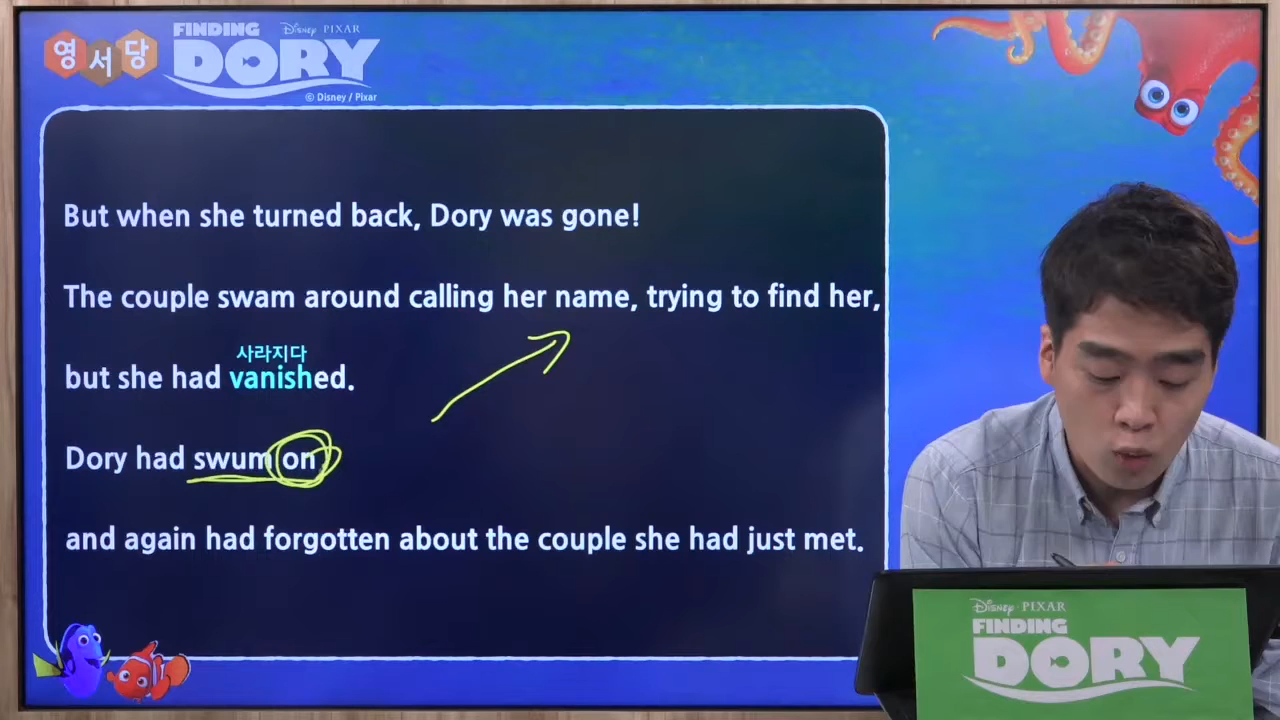 영서당
FINDING
Disney PIXAR
DORY
© Disney / Pixar
But when she turned back, Dory was gone!
The couple swam around calling her name, trying to find her,
사라지다
but she had vanished.
Dory had swum on
and again had forgotten about the couple she had just met.
Disney PIXAR
FINDING
DORY